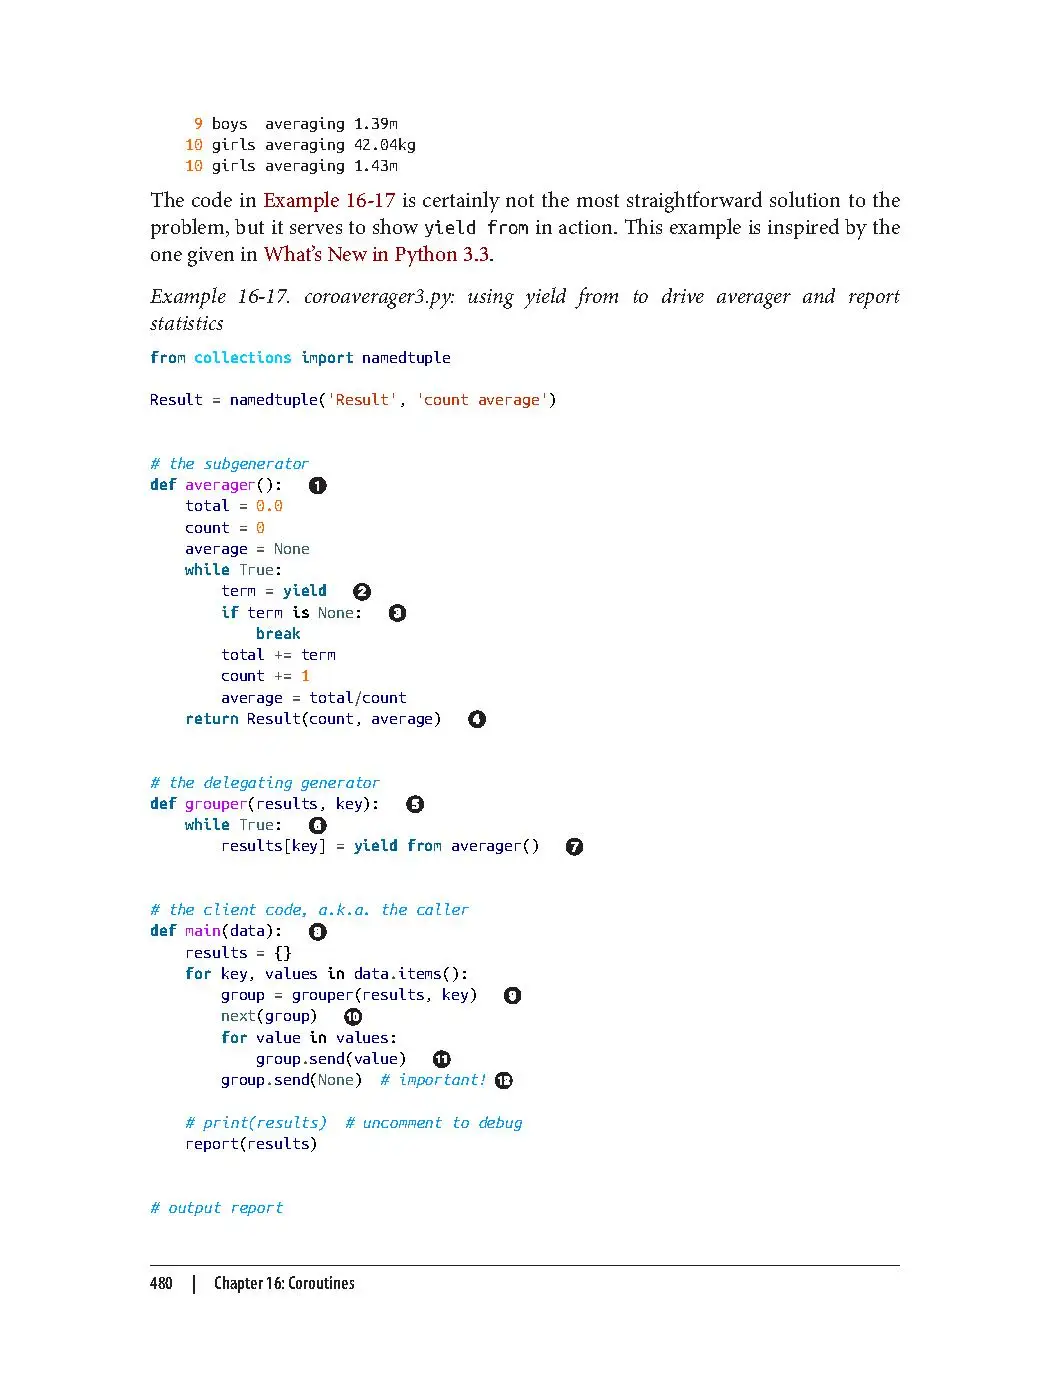 9 boys  averaging 1.39m
10 girls averaging 42.04kg
10 girls averaging 1.43m
The code in Example 16-17 is certainly not the most straightforward solution to the
problem, but it serves to show yield from in action. This example is inspired by the
one given in What’s New in Python 3.3.
Example 16-17. coroaverager3.py: using yield from to drive averager and report
statistics
from collections import namedtuple
Result = namedtuple('Result', 'count average')
# the subgenerator
def averager(): ❶
    total = 0.0
    count = 0
    average = None
    while True:
        term = yield ❷
        if term is None: ❸
            break
        total += term
        count += 1
        average = total/count
    return Result(count, average) ❹
# the delegating generator
def grouper(results, key): ❺
    while True: ❻
        results[key] = yield from averager() ❼
# the client code, a.k.a. the caller
def main(data): ❽
    results = {}
    for key, values in data.items():
        group = grouper(results, key) ❾
        next(group) ❿
        for value in values:
            group.send(value) ⓫
        group.send(None)  # important! ⓬
    # print(results)  # uncomment to debug
    report(results)
# output report
480 | Chapter 16: Coroutines